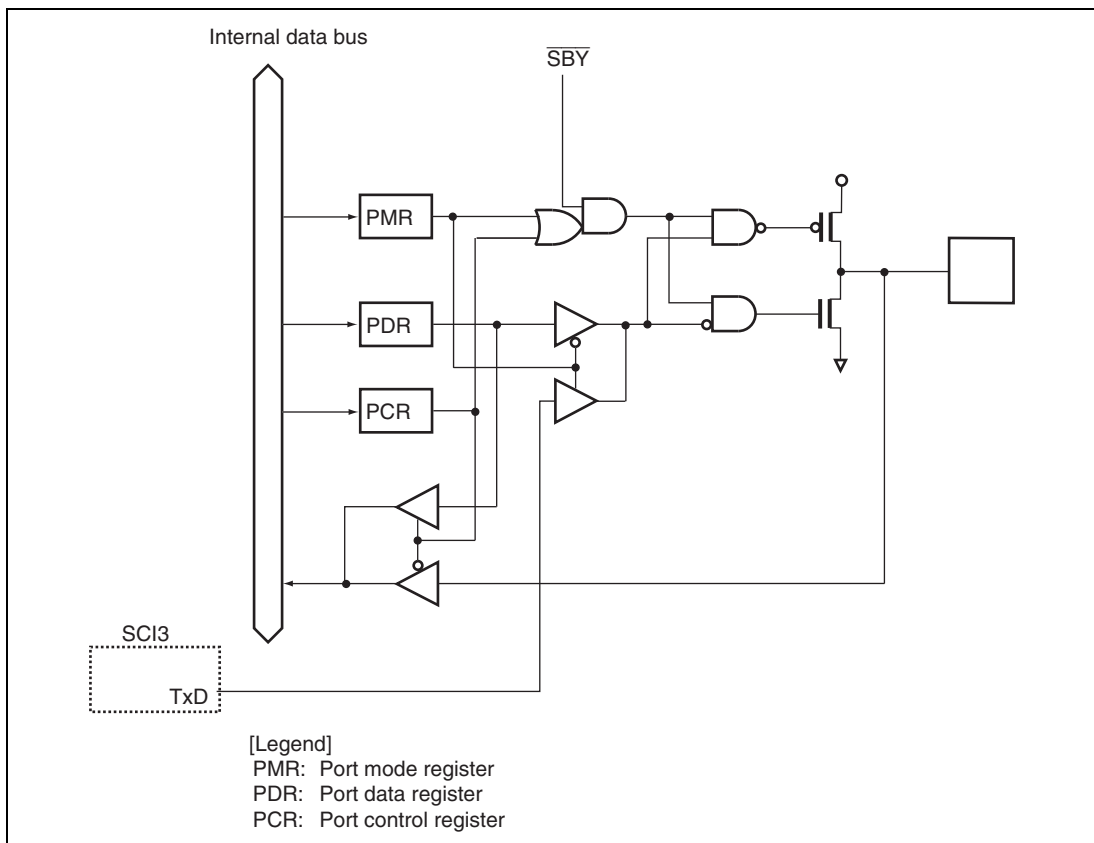 Internal data bus
SBY
PMR
PDR
PCR
SCI3
TxD
[Legend]
PMR: Port mode register
PDR: Port data register
PCR: Port control register